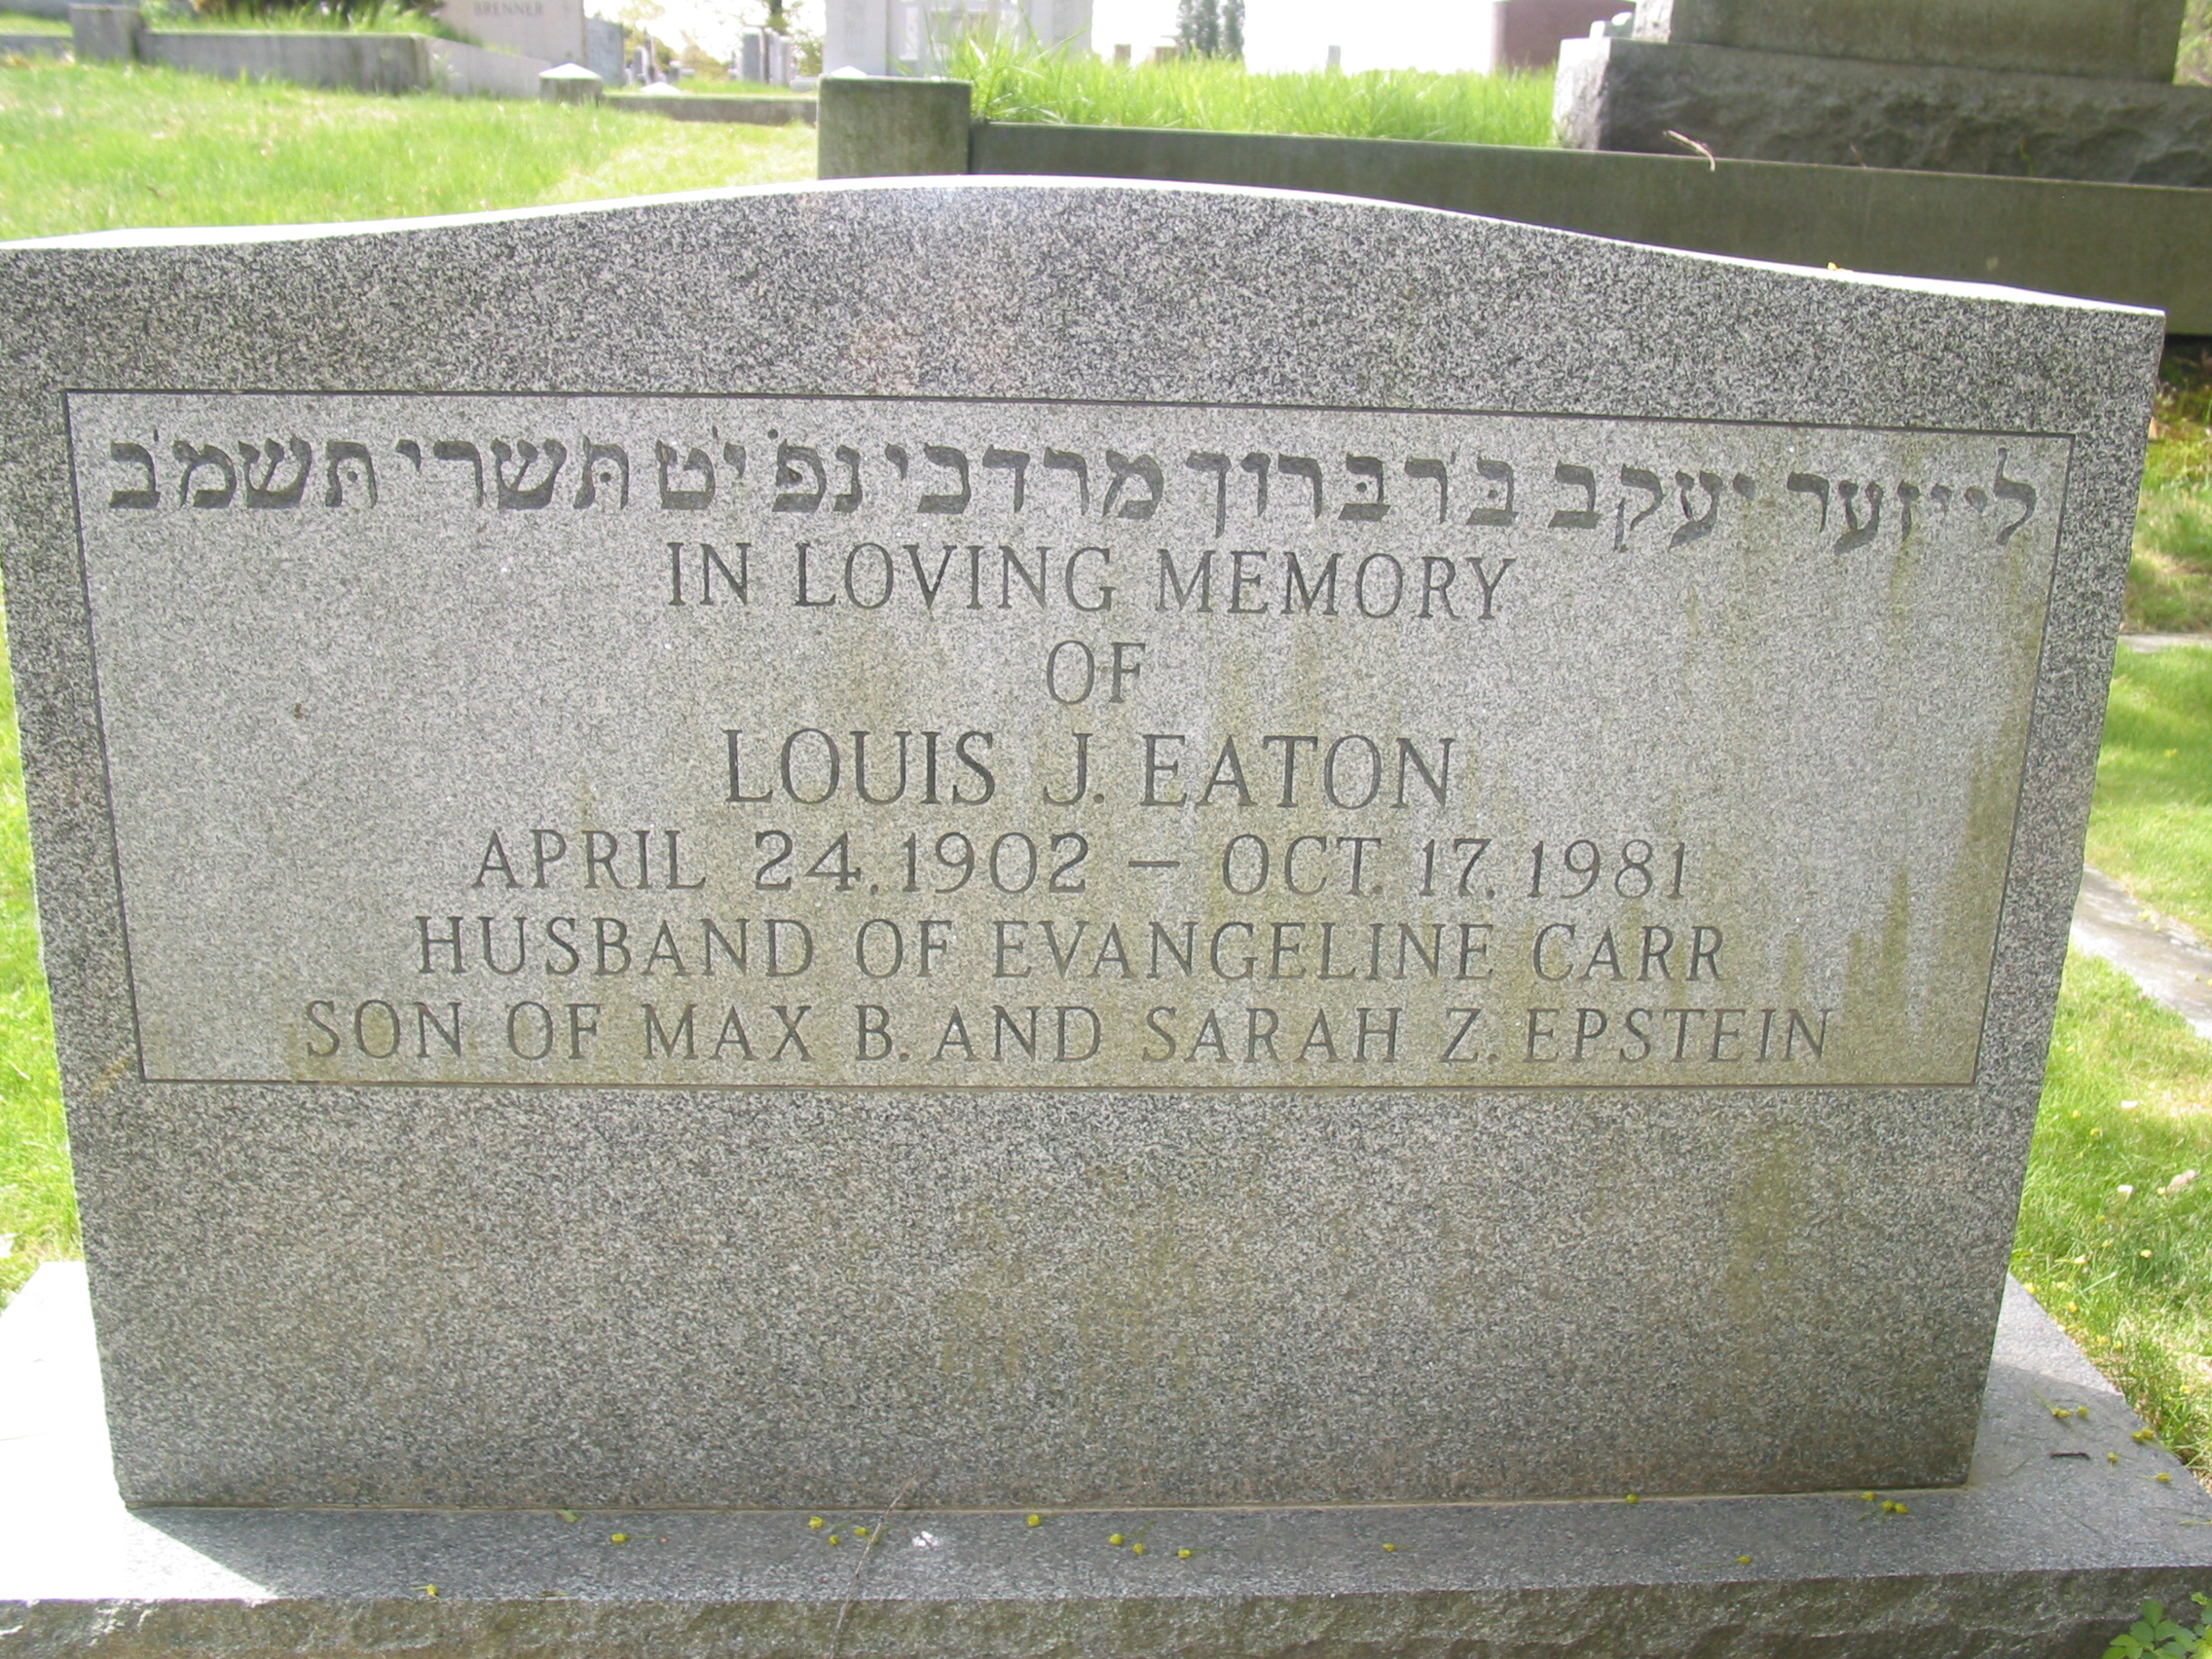 BRENNER
לייזער יעקב ב׳ר ברוך מרדכי נפ׳ י׳ט תשרי תשמ׳ב
IN LOVING MEMORY
OF
LOUIS J. EATON
APRIL 24, 1902 – OCT. 17, 1981
HUSBAND OF EVANGELINE CARR
SON OF MAX B. AND SARAH Z. EPSTEIN